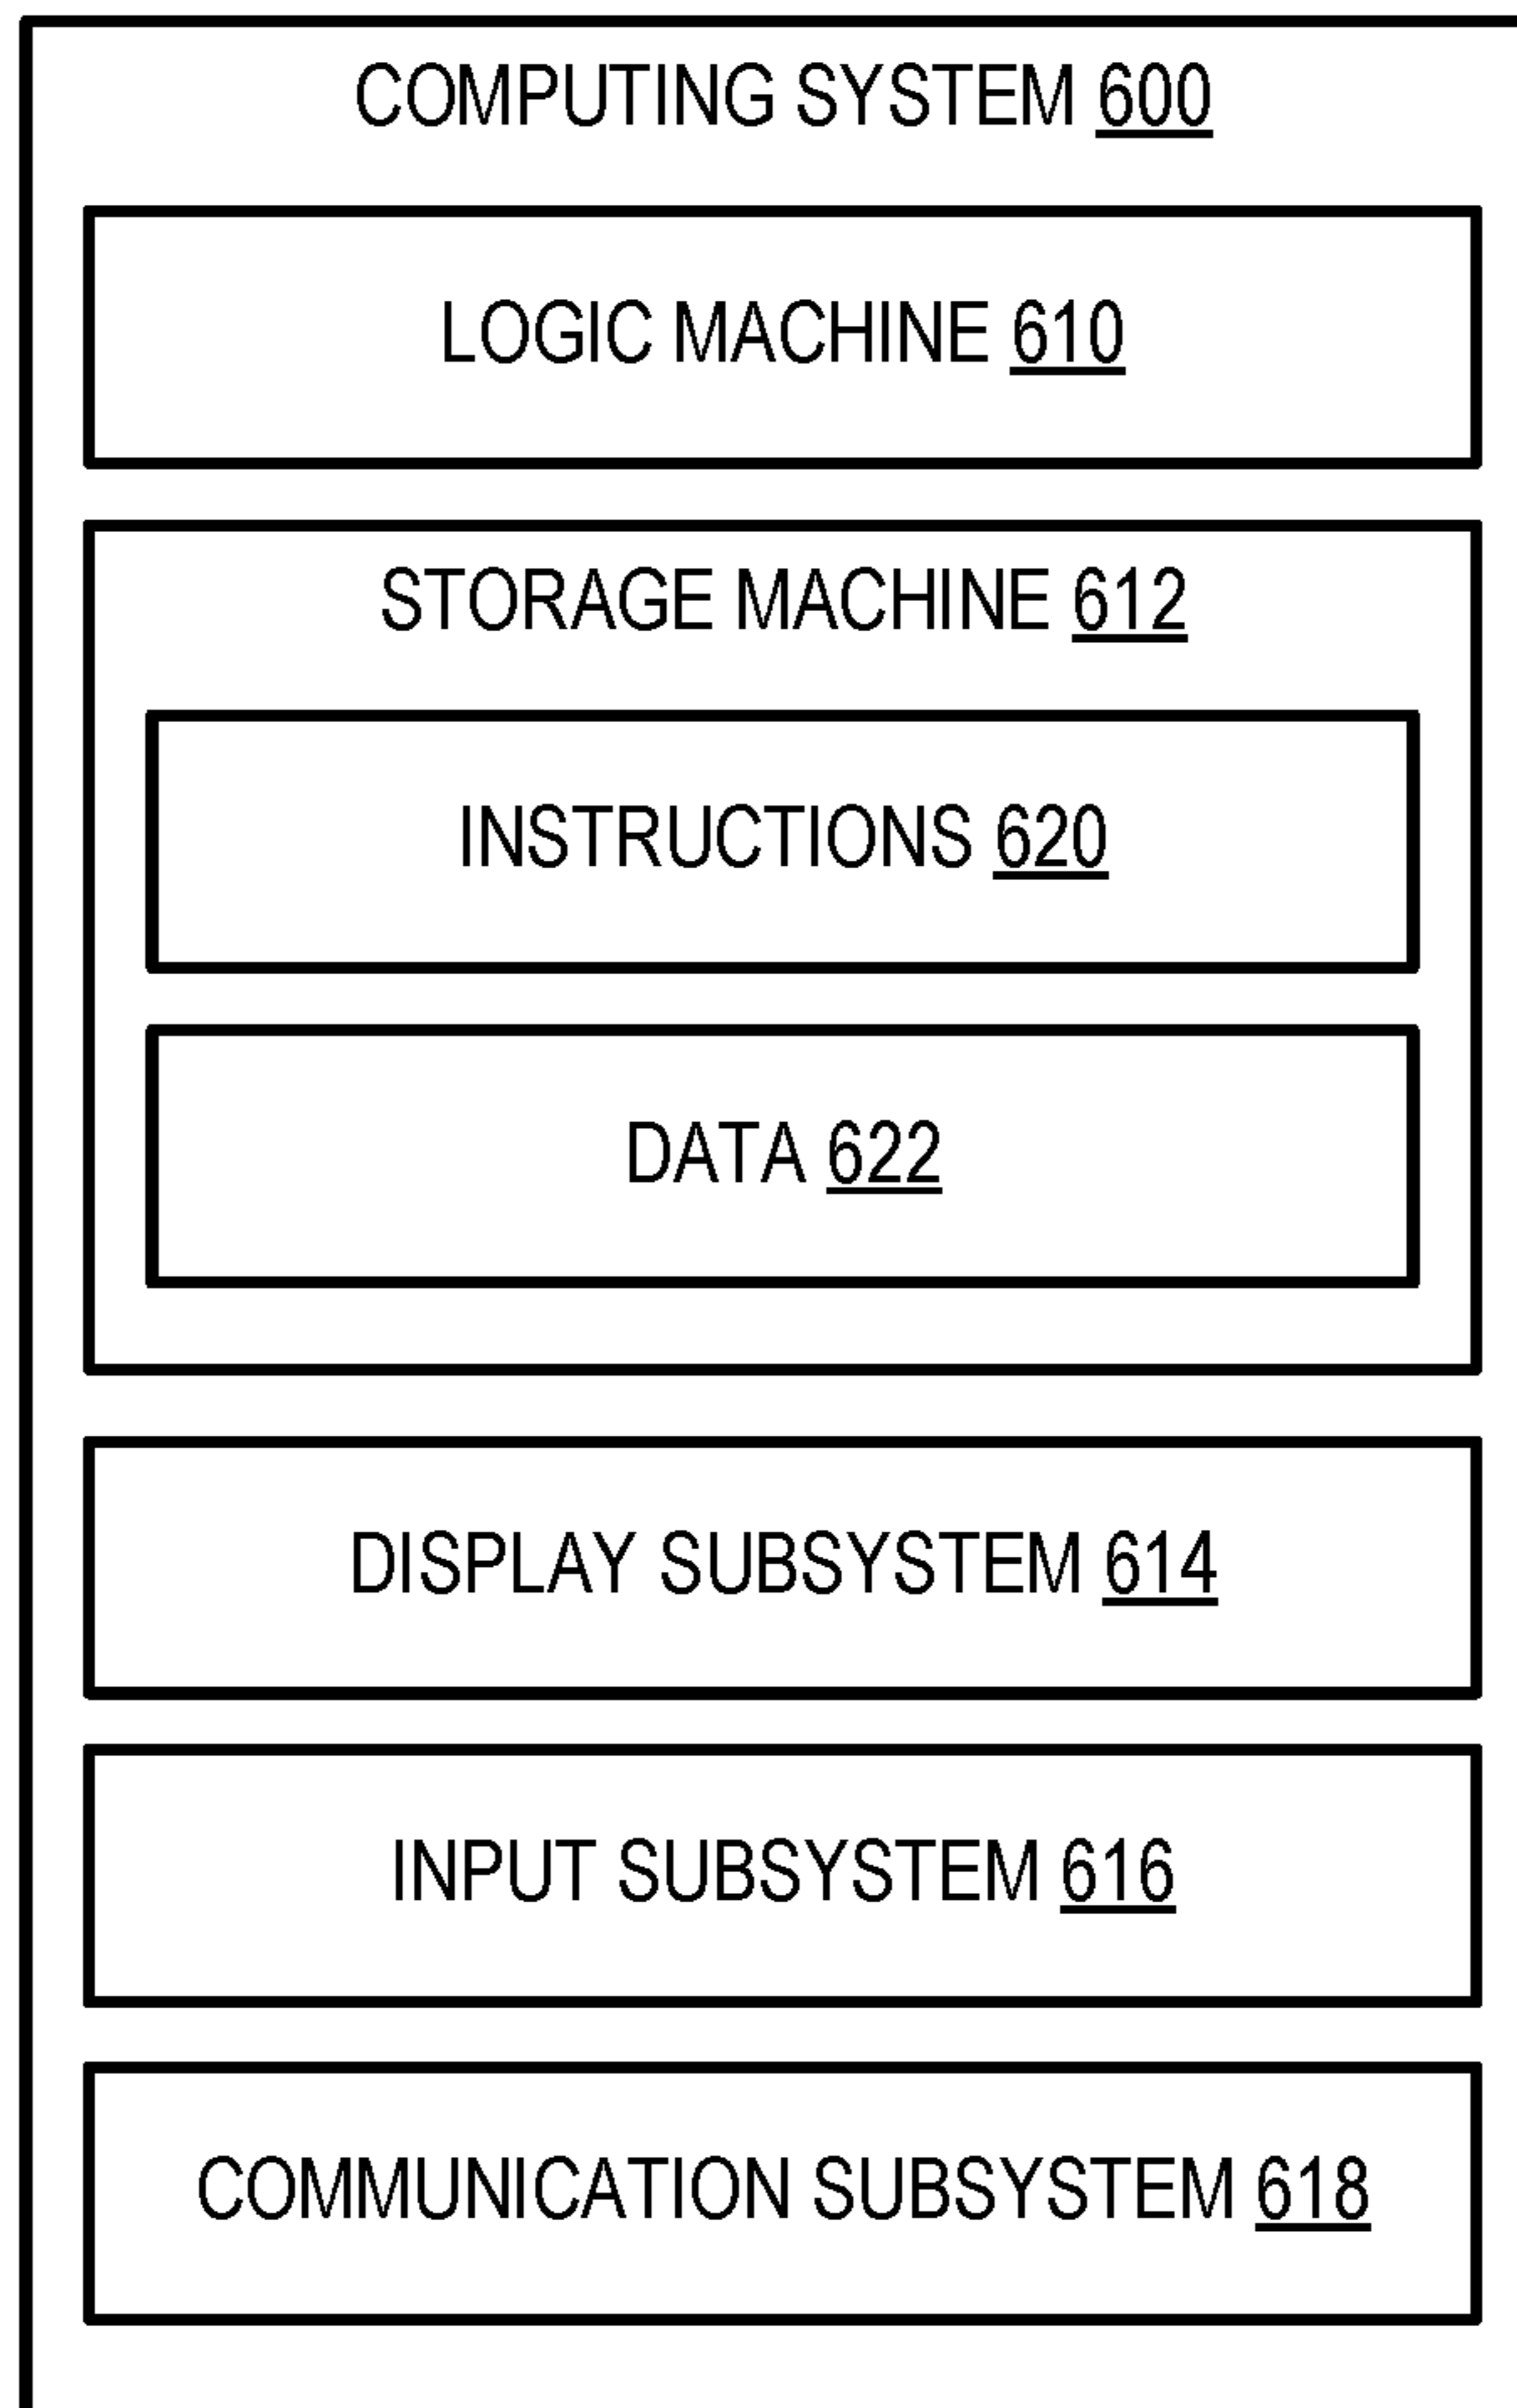 COMPUTING SYSTEM 600
LOGIC MACHINE 610
STORAGE MACHINE 612
INSTRUCTIONS 620
DATA 622
DISPLAY SUBSYSTEM 614
INPUT SUBSYSTEM 616
COMMUNICATION SUBSYSTEM 618